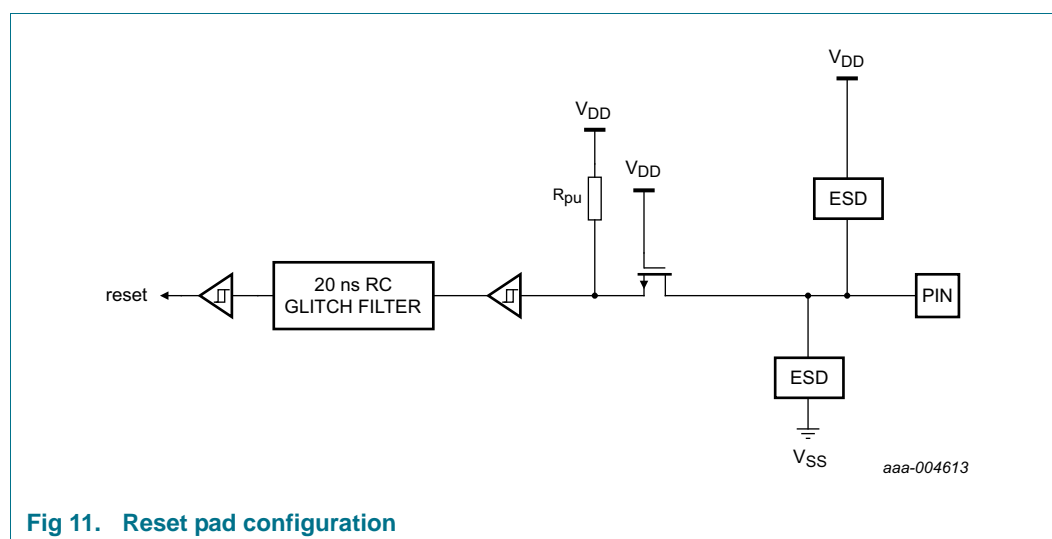 VDD
VDD
VDD
Rpu
ESD
reset
20 ns RC
GLITCH FILTER
PIN
ESD
VSS
aaa-004613
Fig 11. Reset pad configuration